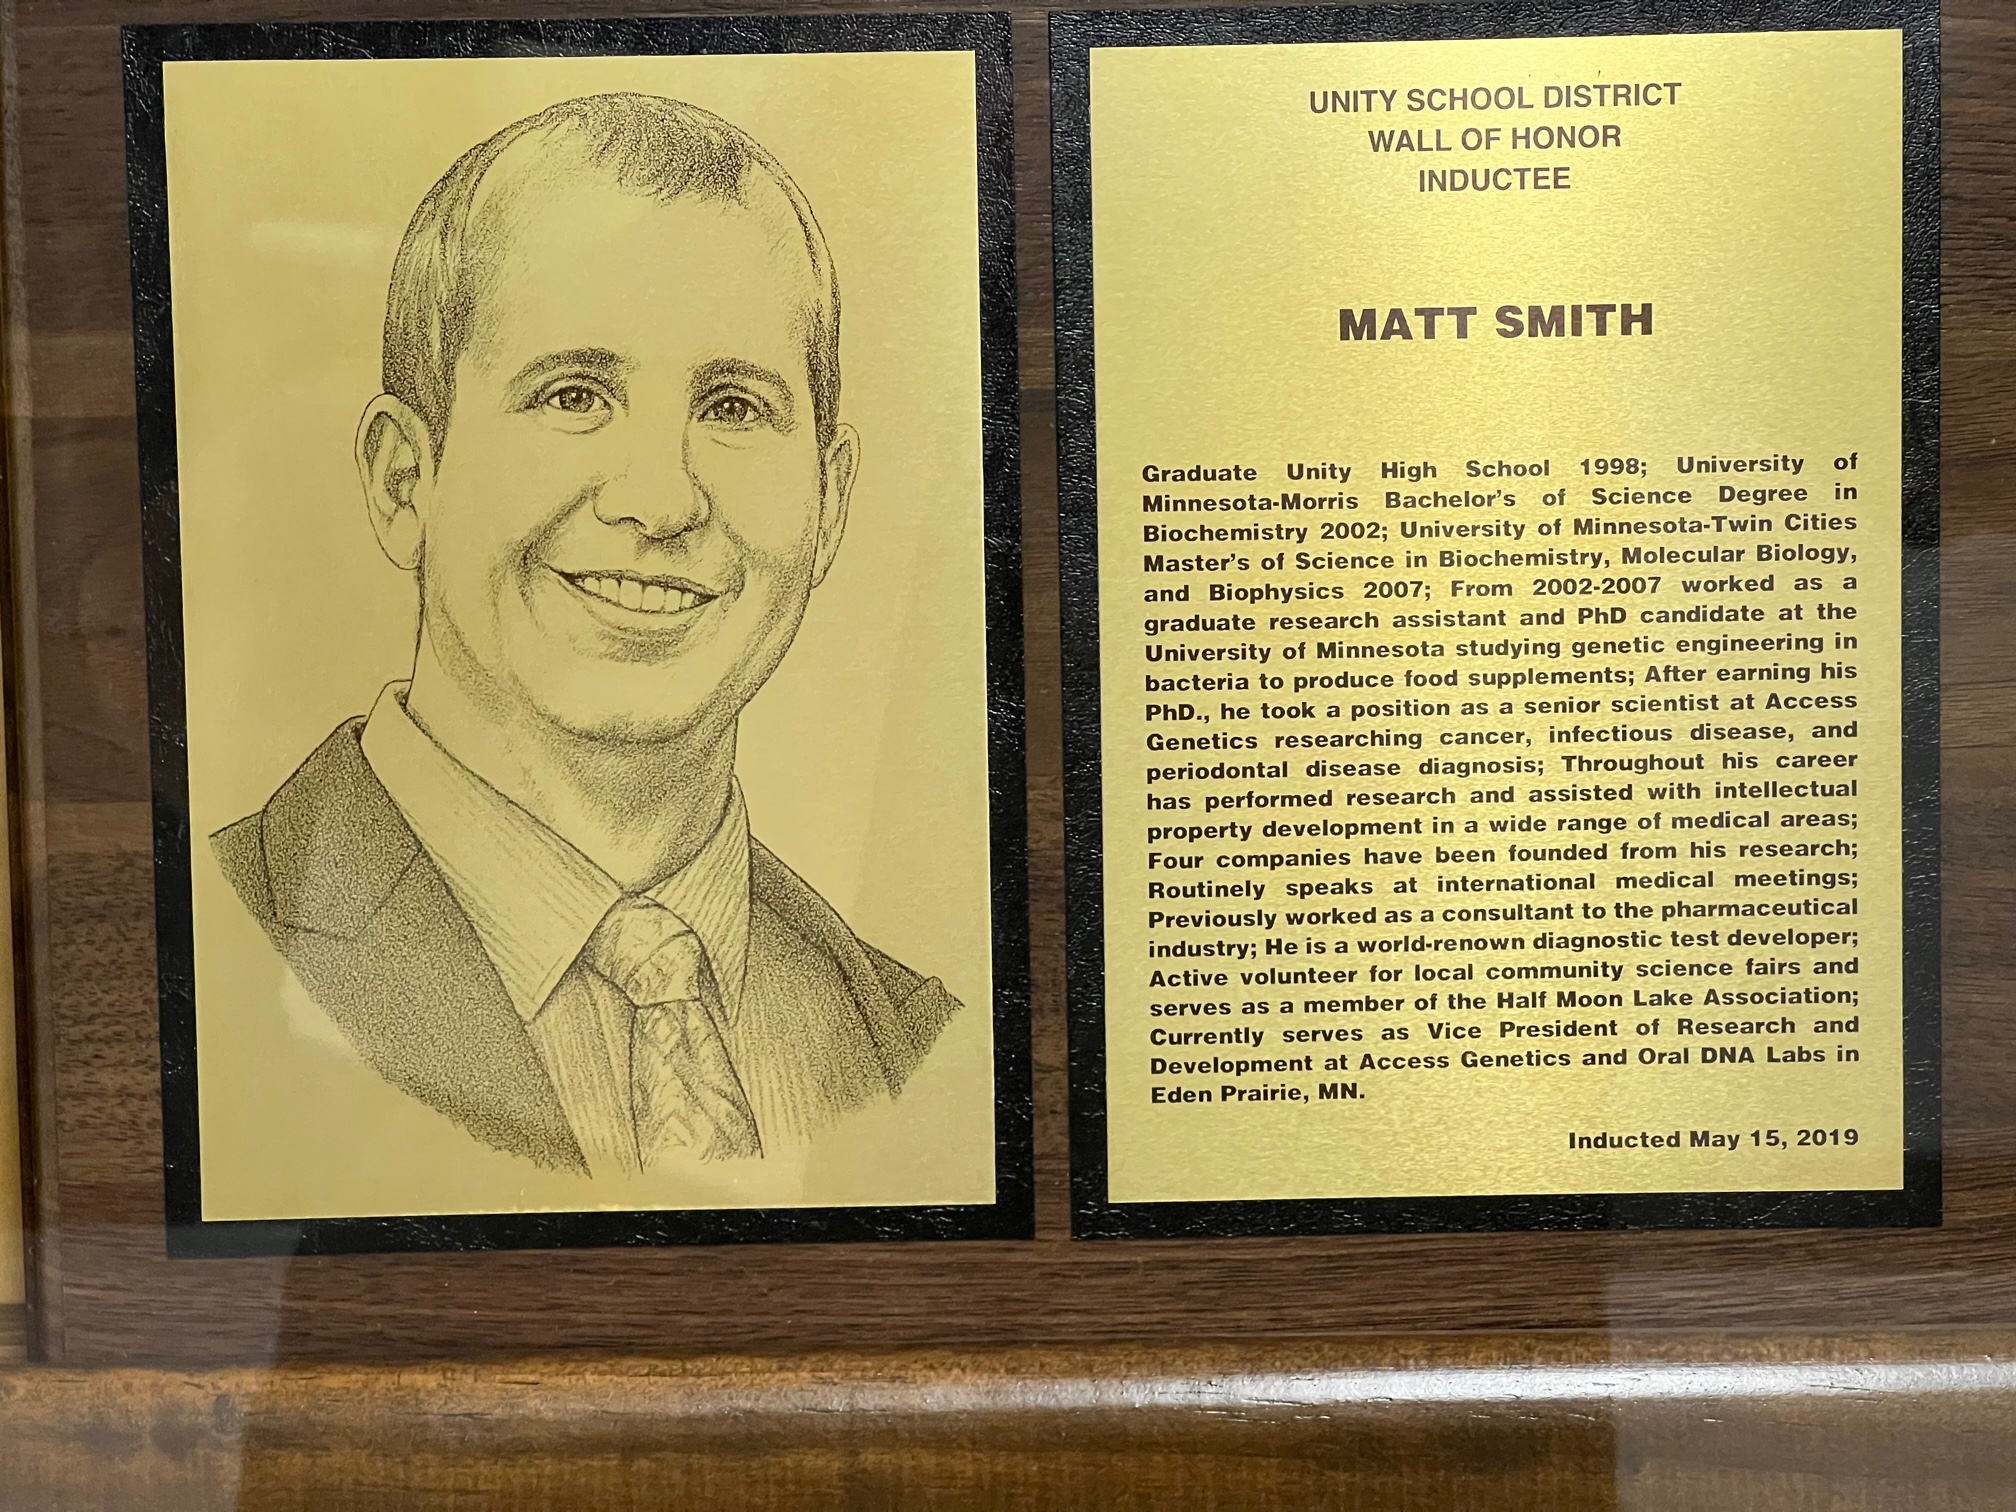 UNITY SCHOOL DISTRICT
WALL OF HONOR
INDUCTEE
MATT SMITH
Graduate Unity High School 1998; University of
Minnesota-Morris Bachelor's of Science Degree in
Biochemistry 2002; University of Minnesota-Twin Cities
Master's of Science in Biochemistry, Molecular Biology,
and Biophysics 2007; From 2002-2007 worked as a
graduate research assistant and PhD candidate at the
University of Minnesota studying genetic engineering in
bacteria to produce food supplements; After earning his
PhD., he took a position as a senior scientist at Access
Genetics researching cancer, infectious disease, and
periodontal disease diagnosis; Throughout his career
has performed research and assisted with intellectual
property development in a wide range of medical areas;
Four companies have been founded from his research;
Routinely speaks at international medical meetings;
Previously worked as a consultant to the pharmaceutical
industry; He is a world-renown diagnostic test developer;
Active volunteer for local community science fairs and
serves as a member of the Half Moon Lake Association;
Currently serves as Vice President of Research and
Development at Access Genetics and Oral DNA Labs in
Eden Prairie, MN.
Inducted May 15, 2019